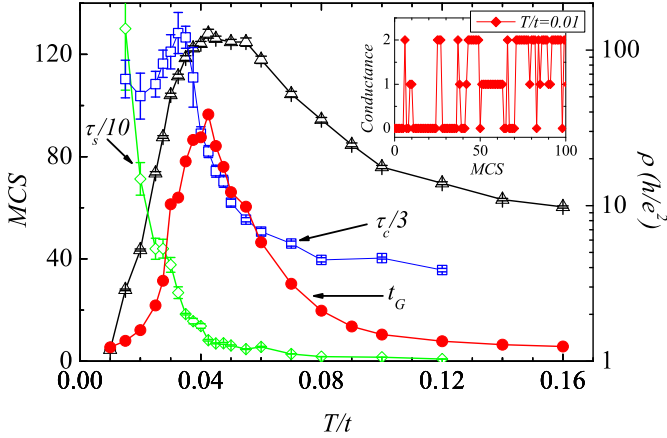 120
80
40
0
MCS
0.00
0.04
0.08
0.12
0.16
T/t
100
10
1
ρ (h/e²)
τs/10
τc/3
tG
T/t=0.01
Conductance
2
1
0
0
50
100
MCS